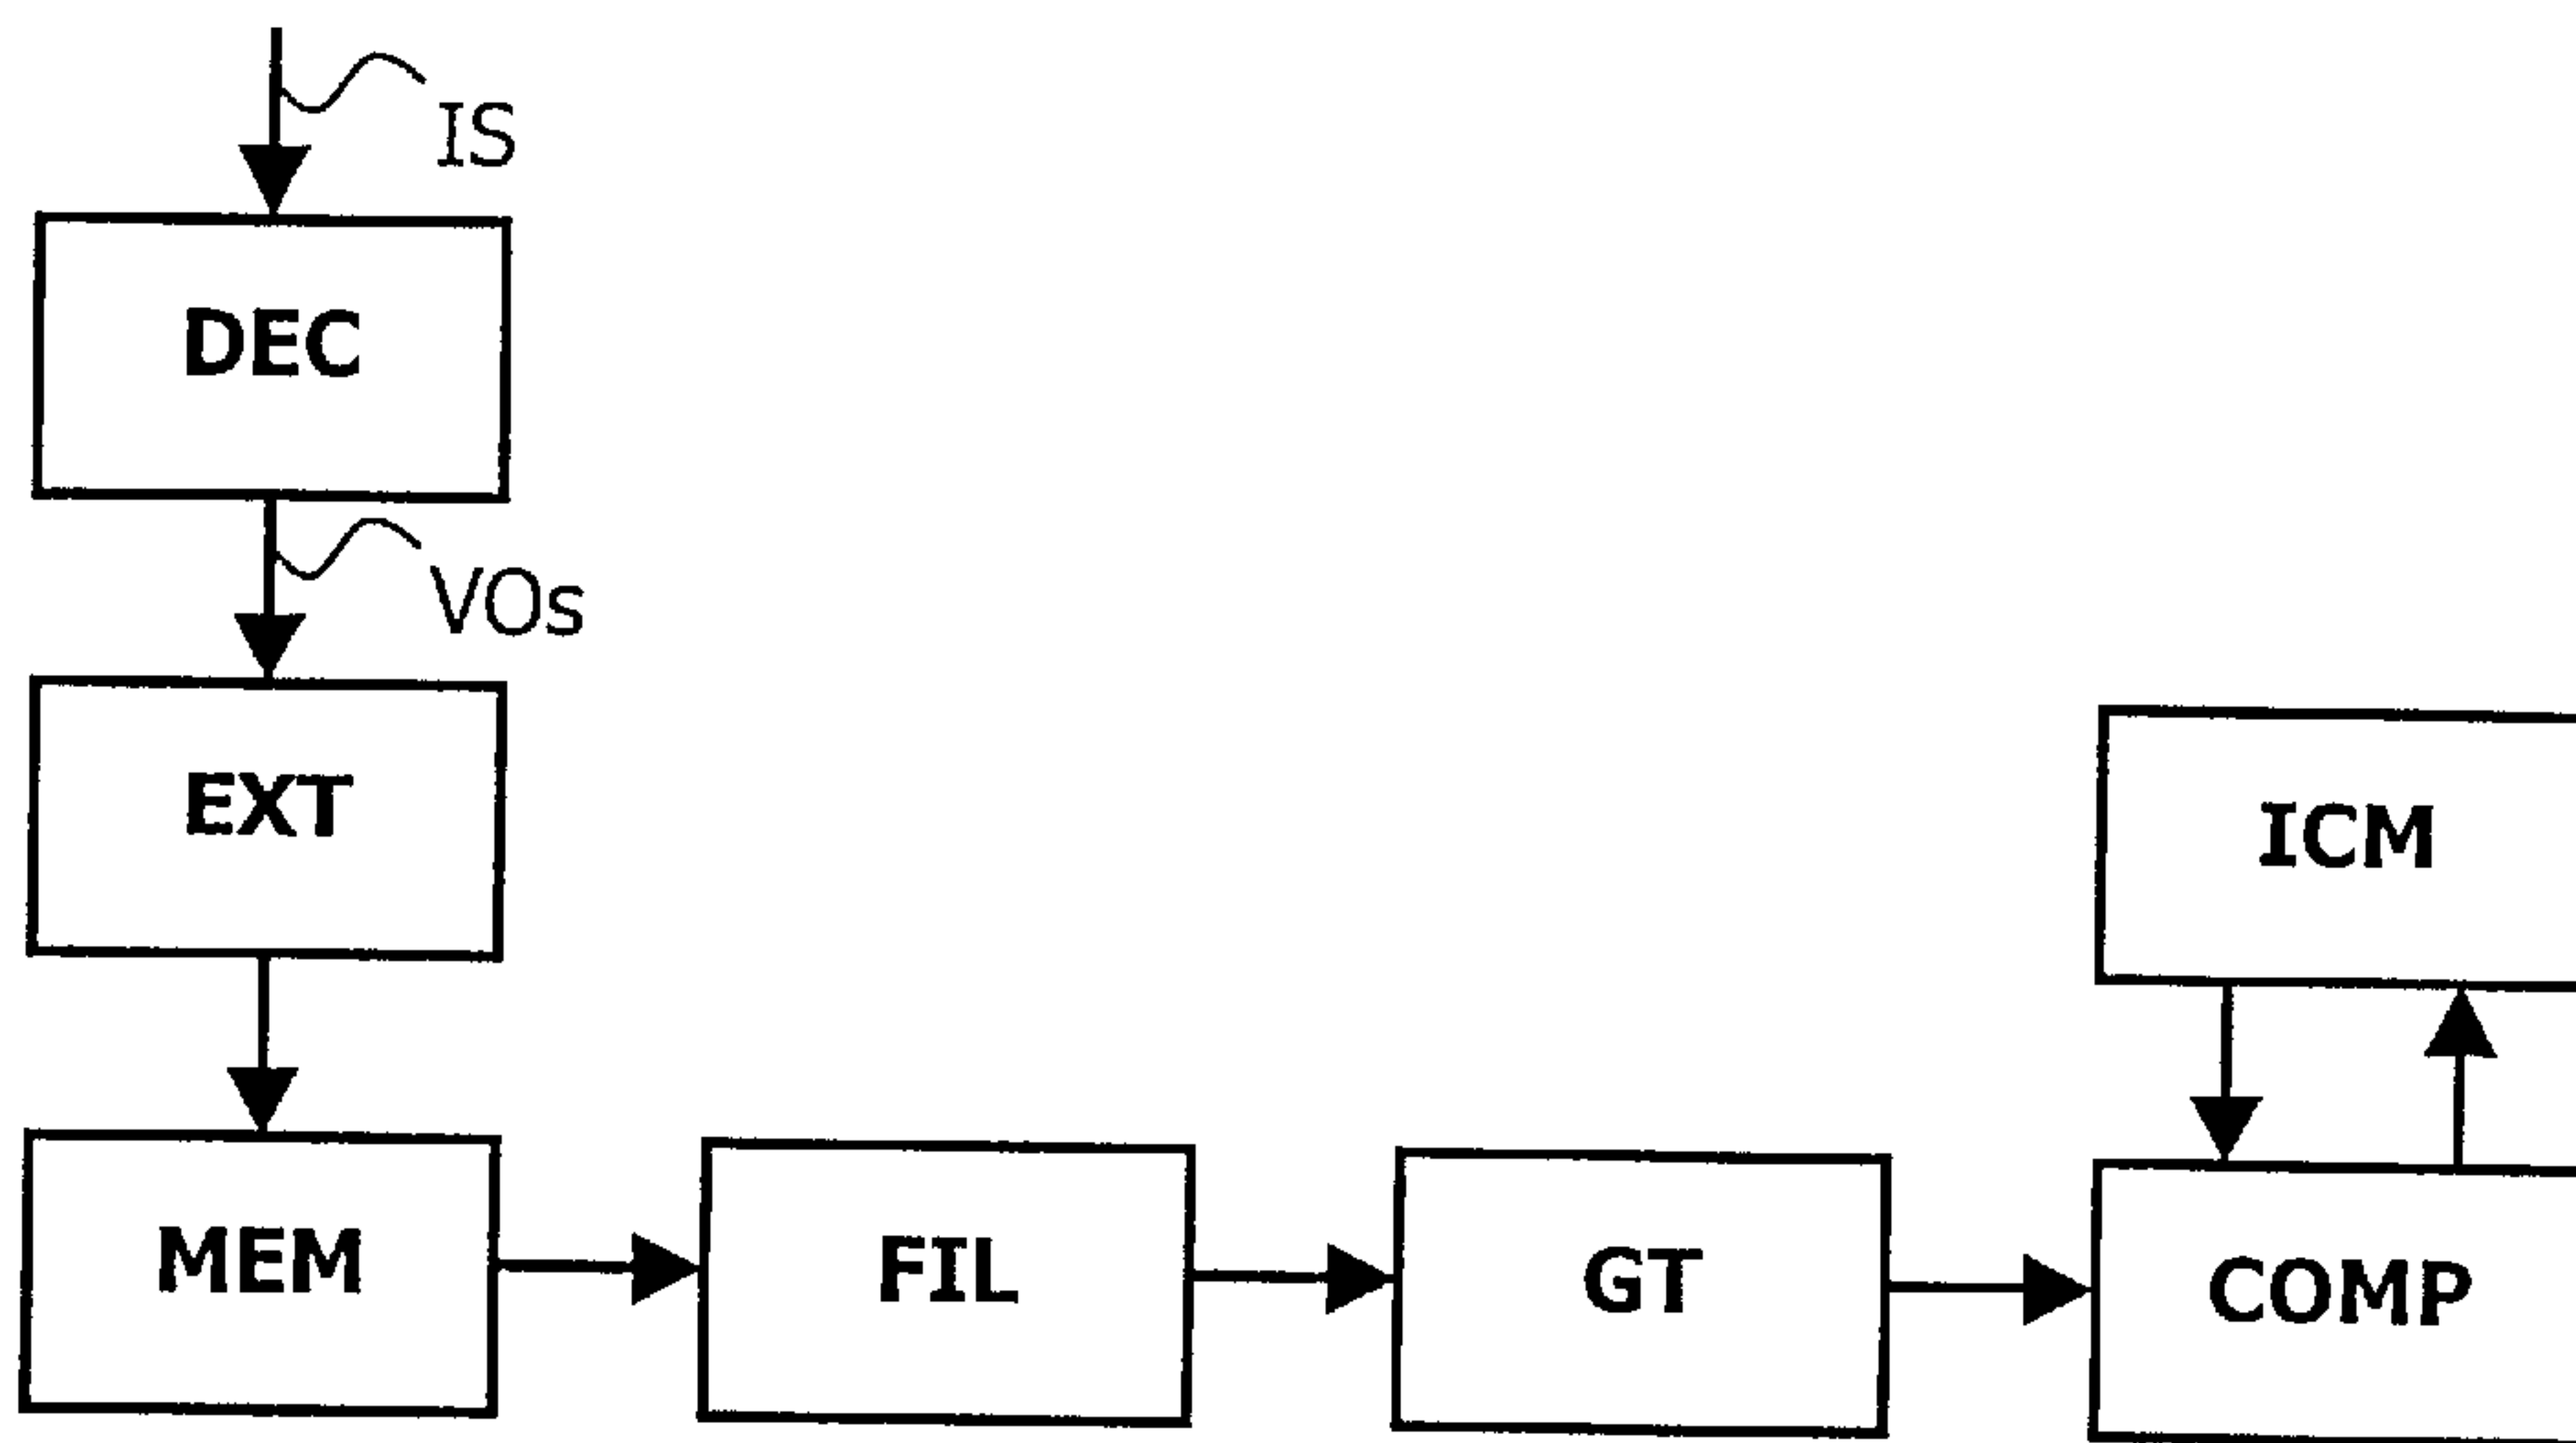 IS
DEC
VOs
EXT
ICM
MEM
FIL
GT
COMP